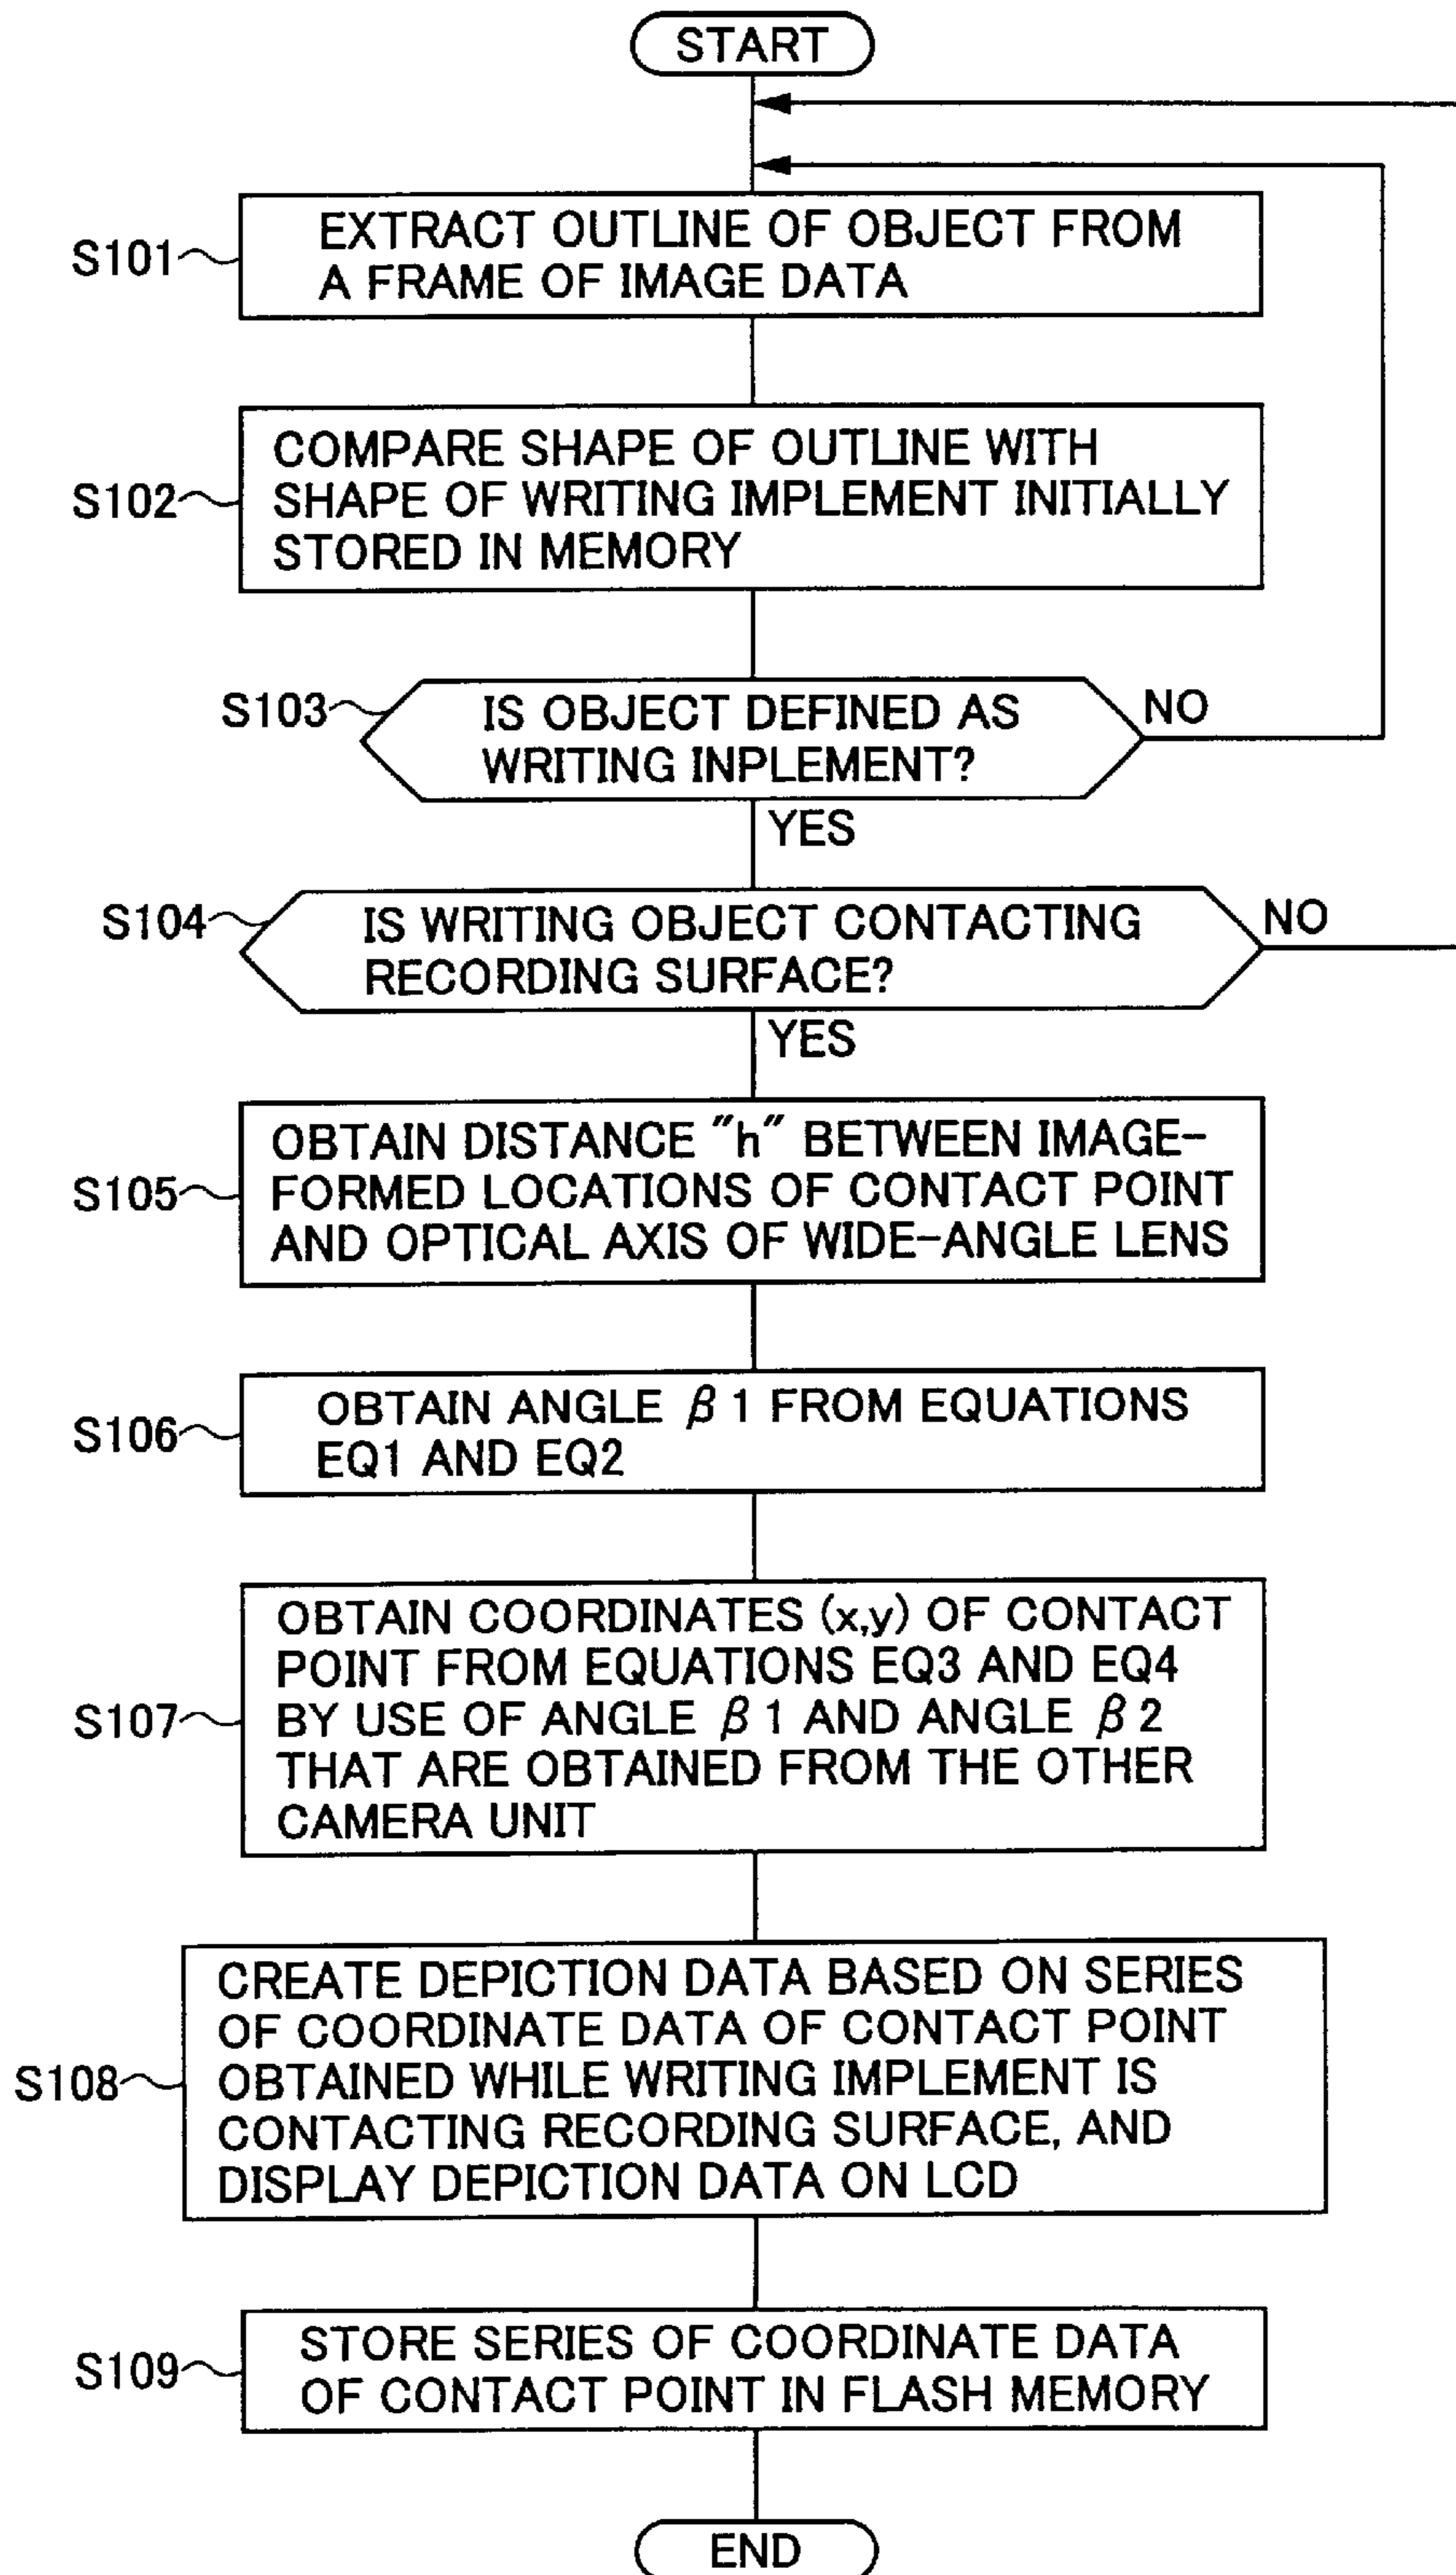 START
S101
EXTRACT OUTLINE OF OBJECT FROM
A FRAME OF IMAGE DATA
S102
COMPARE SHAPE OF OUTLINE WITH
SHAPE OF WRITING IMPLEMENT INITIALLY
STORED IN MEMORY
S103
IS OBJECT DEFINED AS
WRITING INPLEMENT?
NO
YES
S104
IS WRITING OBJECT CONTACTING
RECORDING SURFACE?
NO
YES
S105
OBTAIN DISTANCE "h" BETWEEN IMAGE-
FORMED LOCATIONS OF CONTACT POINT
AND OPTICAL AXIS OF WIDE-ANGLE LENS
S106
OBTAIN ANGLE β1 FROM EQUATIONS
EQ1 AND EQ2
S107
OBTAIN COORDINATES (x,y) OF CONTACT
POINT FROM EQUATIONS EQ3 AND EQ4
BY USE OF ANGLE β1 AND ANGLE β2
THAT ARE OBTAINED FROM THE OTHER
CAMERA UNIT
S108
CREATE DEPICTION DATA BASED ON SERIES
OF COORDINATE DATA OF CONTACT POINT
OBTAINED WHILE WRITING IMPLEMENT IS
CONTACTING RECORDING SURFACE, AND
DISPLAY DEPICTION DATA ON LCD
S109
STORE SERIES OF COORDINATE DATA
OF CONTACT POINT IN FLASH MEMORY
END